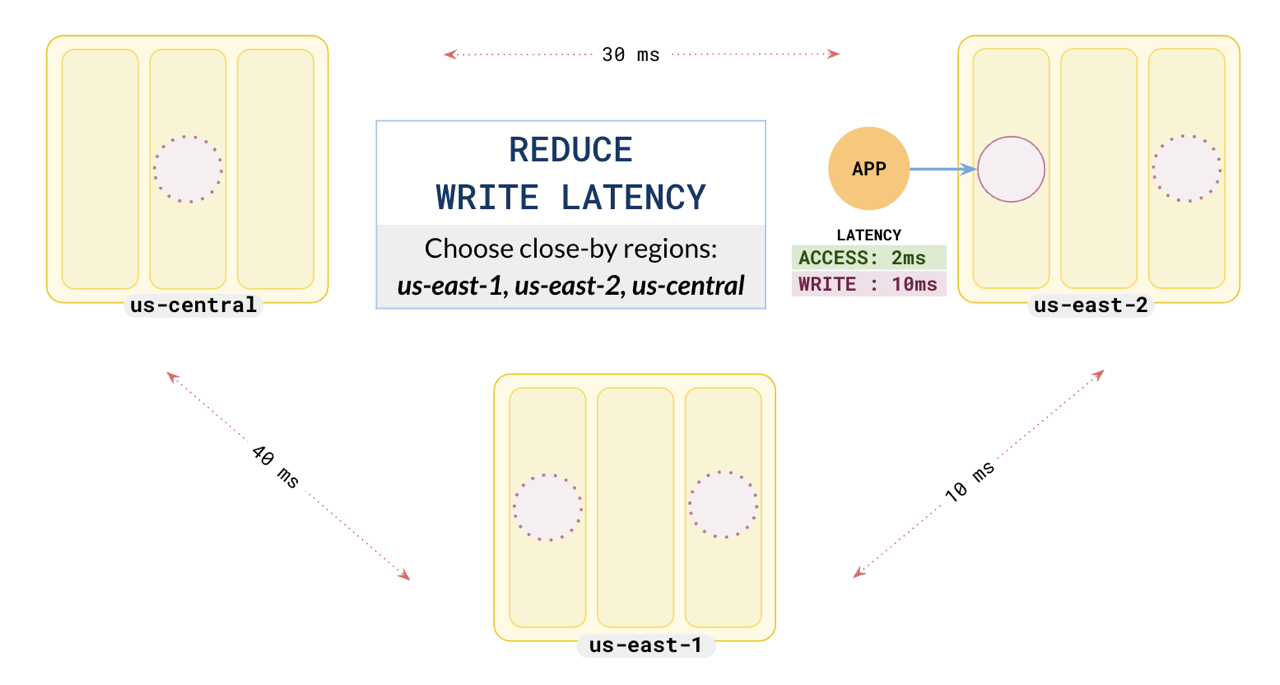 30 ms
REDUCE
WRITE LATENCY
Choose close-by regions:
us-east-1, us-east-2, us-central
APP
LATENCY
ACCESS: 2ms
WRITE : 10ms
us-central
us-east-2
40 ms
10 ms
us-east-1